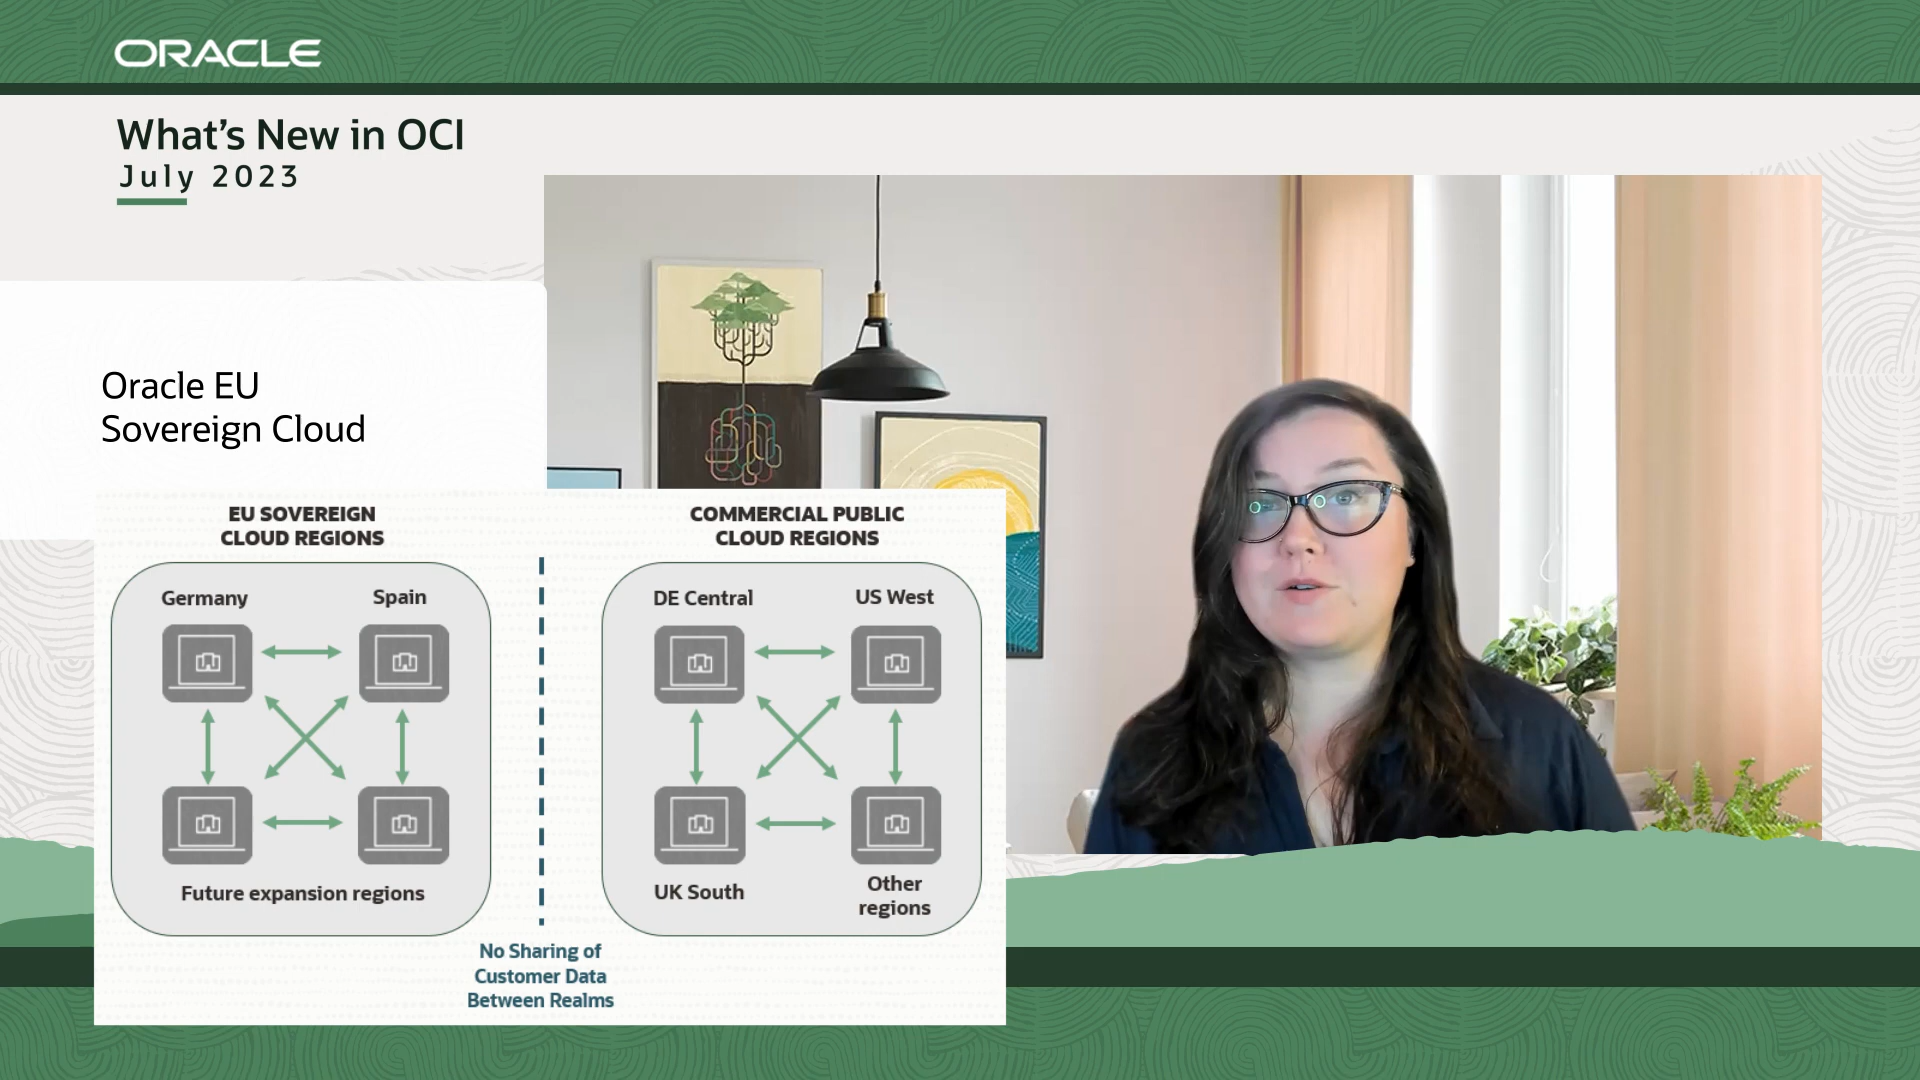 ORACLE
What's New in OCI
July 2023
Oracle EU
Sovereign Cloud
EU SOVEREIGN
CLOUD REGIONS
Germany
Spain
Future expansion regions
No Sharing of
Customer Data
Between Realms
COMMERCIAL PUBLIC
CLOUD REGIONS
DE Central
US West
UK South
Other
regions